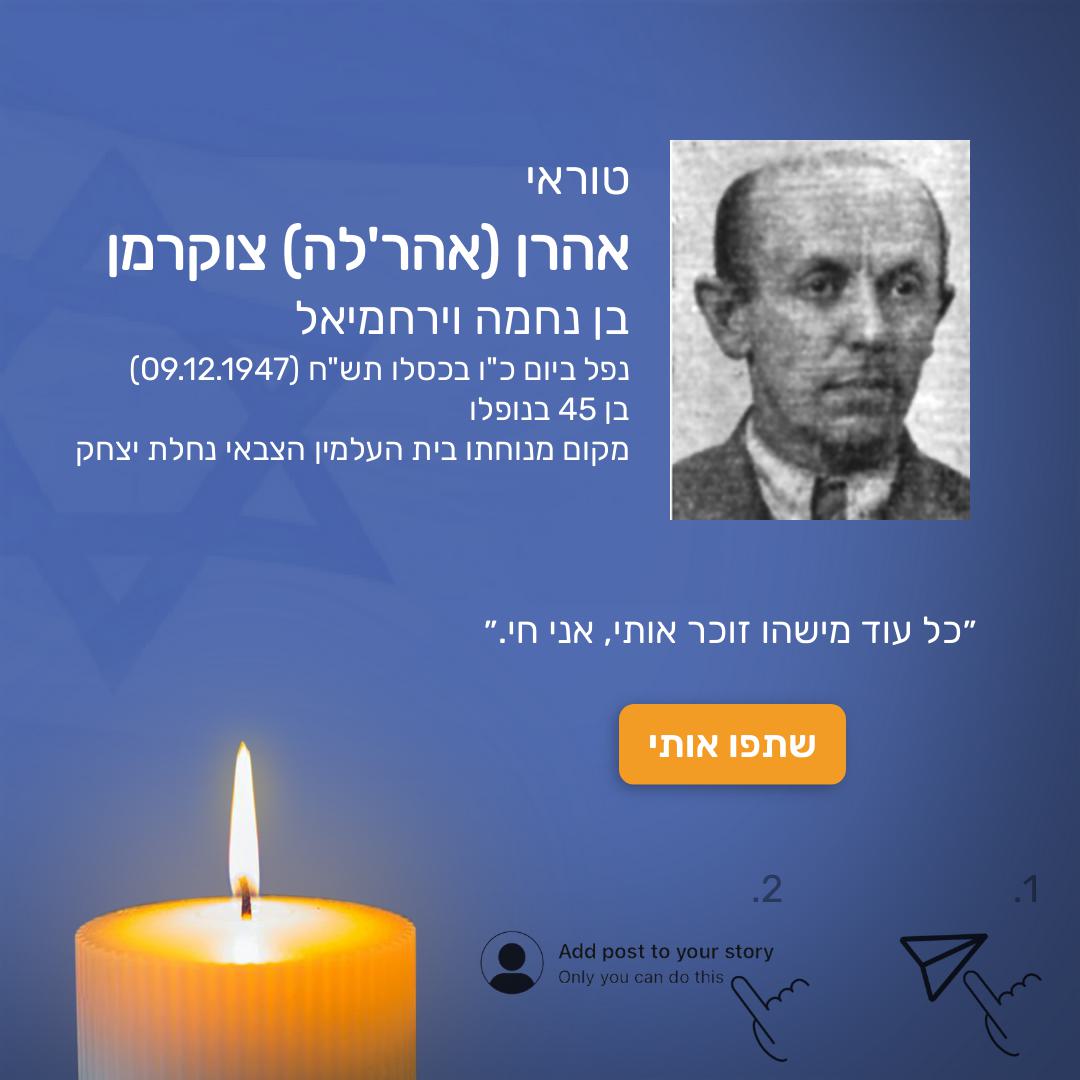 טוראי
אהרן (אהר'לה) צוקרמן
בן נחמה וירחמיאל
נפל ביום כ"ו בכסלו תש"ח (09.12.1947)
בן 45 בנופלו
מקום מנוחתו בית העלמין הצבאי נחלת יצחק
״כל עוד מישהו זוכר אותי, אני חי.״
שתפו אותי
.1
.2
Add post to your story
Only you can do this